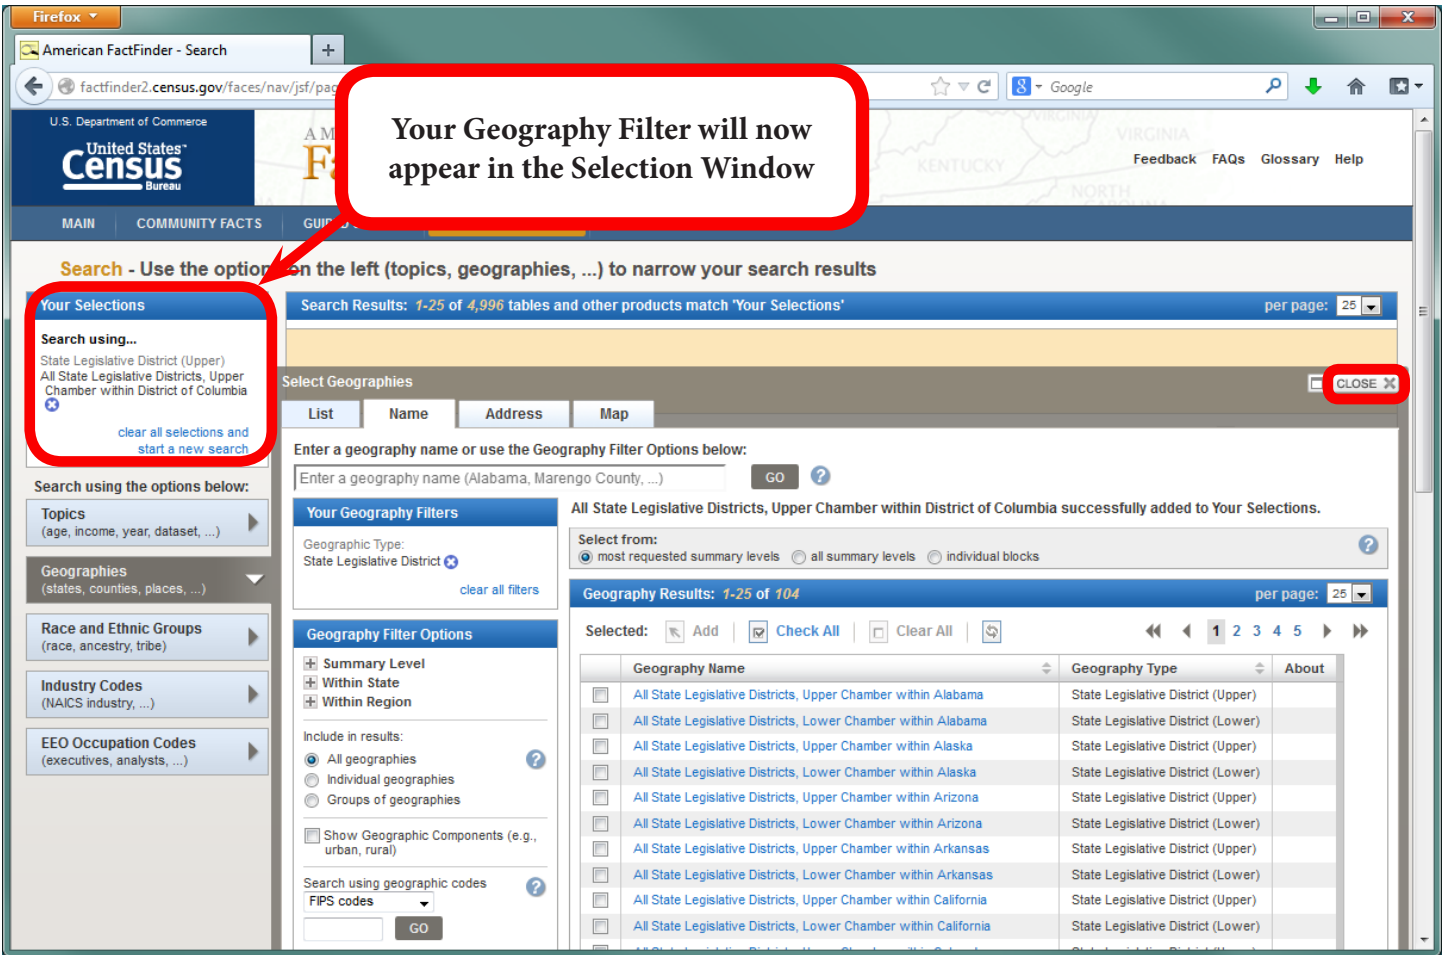 Firefox
American FactFinder - Search
factfinder2.census.gov/faces/nav/jsf/pag
Google
Your Geography Filter will now
appear in the Selection Window
U.S. Department of Commerce
United States™
Census
Bureau
AM
Fa
KENTUCKY
VIRGINIA
VIRGINIA
NORTH
CAROLINA
Feedback FAQs Glossary Help
MAIN COMMUNITY FACTS
Search - Use the options on the left (topics, geographies, ...) to narrow your search results
Your Selections
Search using...
State Legislative District (Upper)
All State Legislative Districts, Upper
Chamber within District of Columbia
clear all selections and
start a new search
Search Results: 1-25 of 4,996 tables and other products match 'Your Selections'
per page: 25
Select Geographies
CLOSE
List Name Address Map
Enter a geography name or use the Geography Filter Options below:
Enter a geography name (Alabama, Marengo County, ...)
GO
Search using the options below:
Topics
(age, income, year, dataset, ...)
Geographies
(states, counties, places, ...)
Race and Ethnic Groups
(race, ancestry, tribe)
Industry Codes
(NAICS industry, ...)
EEO Occupation Codes
(executives, analysts, ...)
Your Geography Filters
Geographic Type:
State Legislative District
clear all filters
Geography Filter Options
Summary Level
Within State
Within Region
Include in results:
All geographies
Individual geographies
Groups of geographies
Show Geographic Components (e.g.,
urban, rural)
Search using geographic codes
FIPS codes
GO
All State Legislative Districts, Upper Chamber within District of Columbia successfully added to Your Selections.
Select from:
most requested summary levels all summary levels individual blocks
Geography Results: 1-25 of 104
per page: 25
Selected: Add Check All Clear All
1 2 3 4 5
Geography Name Geography Type About
All State Legislative Districts, Upper Chamber within Alabama State Legislative District (Upper)
All State Legislative Districts, Lower Chamber within Alabama State Legislative District (Lower)
All State Legislative Districts, Upper Chamber within Alaska State Legislative District (Upper)
All State Legislative Districts, Lower Chamber within Alaska State Legislative District (Lower)
All State Legislative Districts, Upper Chamber within Arizona State Legislative District (Upper)
All State Legislative Districts, Lower Chamber within Arizona State Legislative District (Lower)
All State Legislative Districts, Upper Chamber within Arkansas State Legislative District (Upper)
All State Legislative Districts, Lower Chamber within Arkansas State Legislative District (Lower)
All State Legislative Districts, Upper Chamber within California State Legislative District (Upper)
All State Legislative Districts, Lower Chamber within California State Legislative District (Lower)